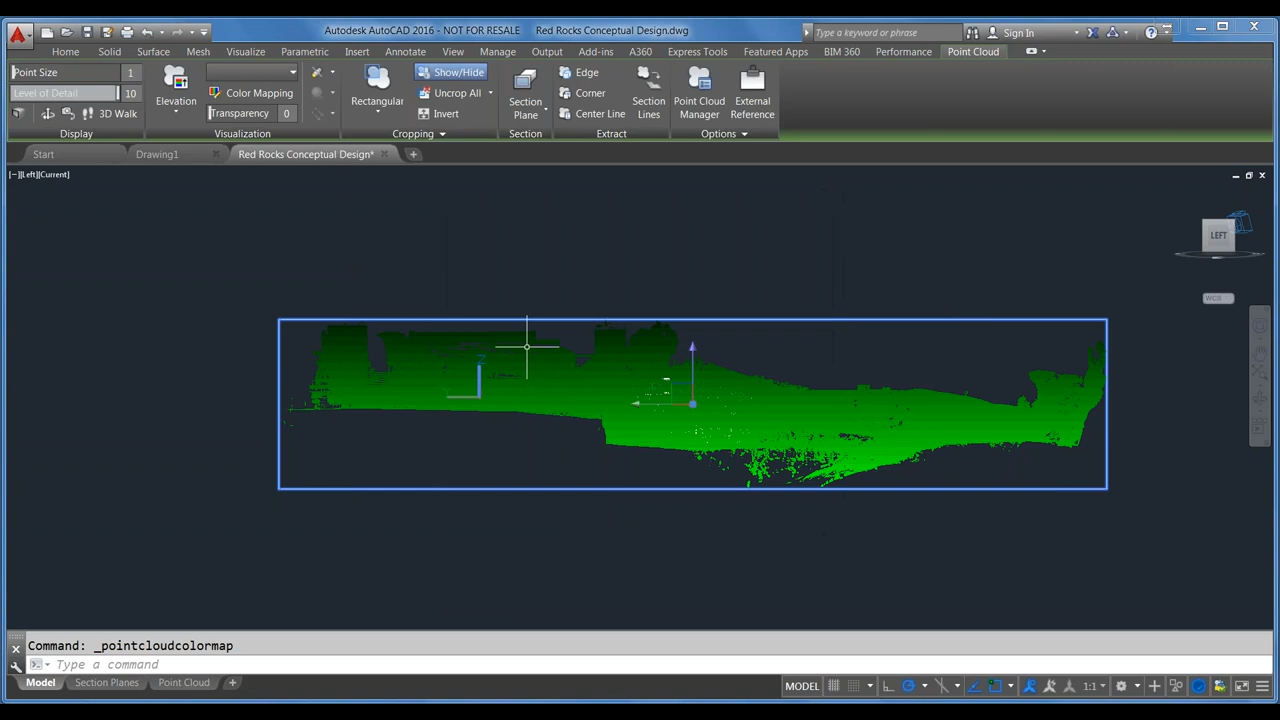 Autodesk AutoCAD 2016 - NOT FOR RESALE Red Rocks Conceptual Design.dwg
Type a keyword or phrase
Sign In
Home Solid Surface Mesh Visualize Parametric Insert Annotate View Manage Output Add-ins A360 Express Tools Featured Apps BIM 360 Performance Point Cloud
Point Size 1
Level of Detail 10
3D Walk
Display
Elevation
Color Mapping
Transparency 0
Visualization
Rectangular
Show/Hide
Uncrop All
Invert
Cropping
Section
Plane
Section
Edge
Corner
Center Line
Section
Lines
Extract
Point Cloud
Manager
External
Reference
Options
Start Drawing1 Red Rocks Conceptual Design*
[−][Left][Current]
LEFT
WCS
Z
Command: _pointcloudcolormap
Type a command
Model Section Planes Point Cloud
MODEL
1:1